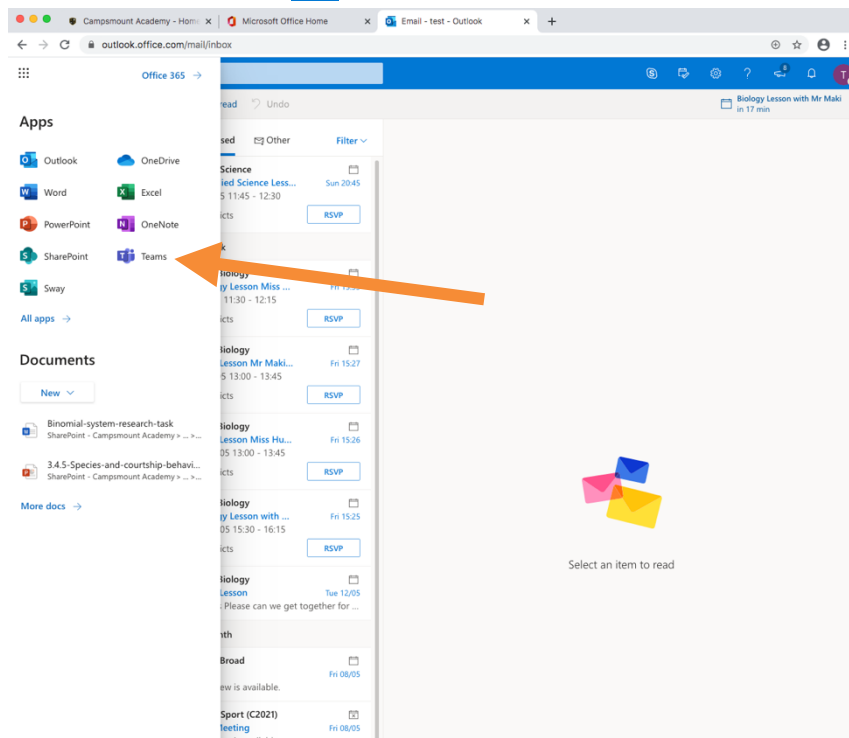 Campsmount Academy - Hom
Microsoft Office Home
Email - test - Outlook
outlook.office.com/mail/inbox
Office 365 →
read Undo
Biology Lesson with Mr Maki
in 17 min
Apps
Outlook OneDrive
Word Excel
PowerPoint OneNote
SharePoint Teams
Sway
All apps →
Documents
New
Binomial-system-research-task
SharePoint - Campsmount Academy > ... >...
3.4.5-Species-and-courtship-behavi...
SharePoint - Campsmount Academy > ... >...
More docs →
sed Other Filter
Science
ied Science Less... Sun 20:45
5 11:45 - 12:30
icts RSVP
k
iology
gy Lesson Miss ...
11:30 - 12:15
icts RSVP
Biology
Lesson Mr Maki... Fri 15:27
05 13:00 - 13:45
icts RSVP
Biology
Lesson Miss Hu... Fri 15:26
05 13:00 - 13:45
icts RSVP
Biology
gy Lesson with ... Fri 15:25
05 15:30 - 16:15
icts RSVP
Biology
Lesson Tue 12/05
Please can we get together for ...
nth
Broad
Fri 08/05
ew is available.
Sport (C2021)
Meeting Fri 08/05
Select an item to read